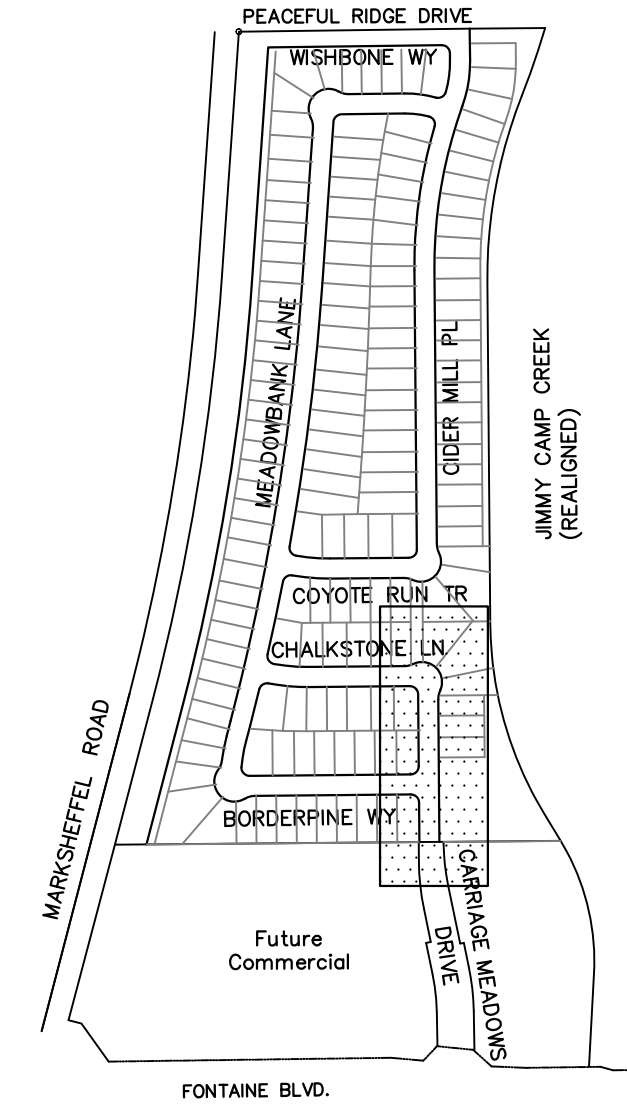 PEACEFUL RIDGE DRIVE
WISHBONE WY
MEADOWBANK LANE
CIDER MILL PL
JIMMY CAMP CREEK
(REALIGNED)
COYOTE RUN TR
CHALKSTONE LN
MARKSHEFFEL ROAD
BORDERPINE WY
CARRIAGE MEADOWS
DRIVE
Future
Commercial
FONTAINE BLVD.